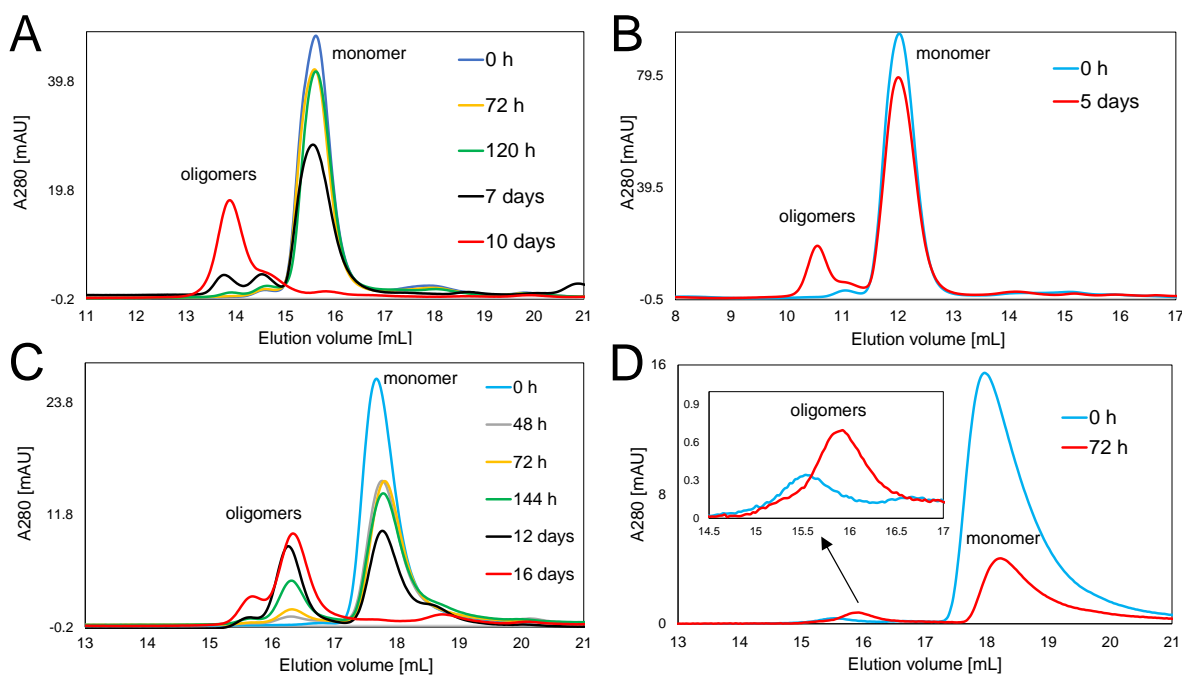 A
A280 [mAU]
39.8
19.8
-0.2
monomer
oligomers
0 h
72 h
120 h
7 days
10 days
11 12 13 14 15 16 17 18 19 20 21
Elution volume [mL]
B
A280 [mAU]
79.5
39.5
-0.5
monomer
oligomers
0 h
5 days
8 9 10 11 12 13 14 15 16 17
Elution volume [mL]
C
A280 [mAU]
23.8
11.8
-0.2
monomer
oligomers
0 h
48 h
72 h
144 h
12 days
16 days
13 14 15 16 17 18 19 20 21
Elution volume [mL]
D
A280 [mAU]
16
8
0
0.9
0.6
0.3
0
oligomers
14.5 15 15.5 16 16.5 17
monomer
0 h
72 h
13 14 15 16 17 18 19 20 21
Elution volume [mL]